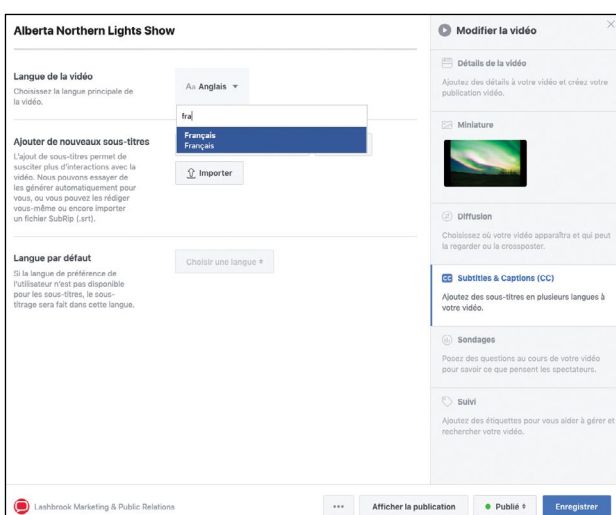 Alberta Northern Lights Show
Langue de la vidéo
Choisissez la langue principale de
la vidéo.
Aa Anglais
fra
Français
Français
Ajouter de nouveaux sous-titres
L'ajout de sous-titres permet de
susciter plus d'interactions avec la
vidéo. Nous pouvons essayer de
les générer automatiquement pour
vous, ou vous pouvez les rédiger
vous-même ou encore importer
un fichier SubRip (.srt).
Importer
Langue par défaut
Si la langue de préférence de
l'utilisateur n'est pas disponible
pour les sous-titres, le sous-
titrage sera fait dans cette langue.
Choisir une langue
Modifier la vidéo
Détails de la vidéo
Ajoutez des détails à votre vidéo et créez votre
publication vidéo.
Miniature
Diffusion
Choisissez où votre vidéo apparaîtra et qui peut
la regarder ou la crossposter.
CC Subtitles & Captions (CC)
Ajoutez des sous-titres en plusieurs langues à
votre vidéo.
Sondages
Posez des questions au cours de votre vidéo
pour savoir ce que pensent les spectateurs.
Suivi
Ajoutez des étiquettes pour vous aider à gérer et
rechercher votre vidéo.
Lashbrook Marketing & Public Relations
Afficher la publication
Publié
Enregistrer